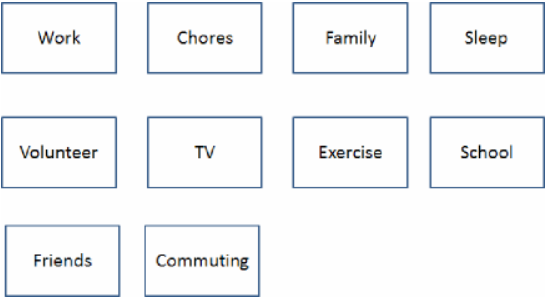 Work
Chores
Family
Sleep
Volunteer
TV
Exercise
School
Friends
Commuting